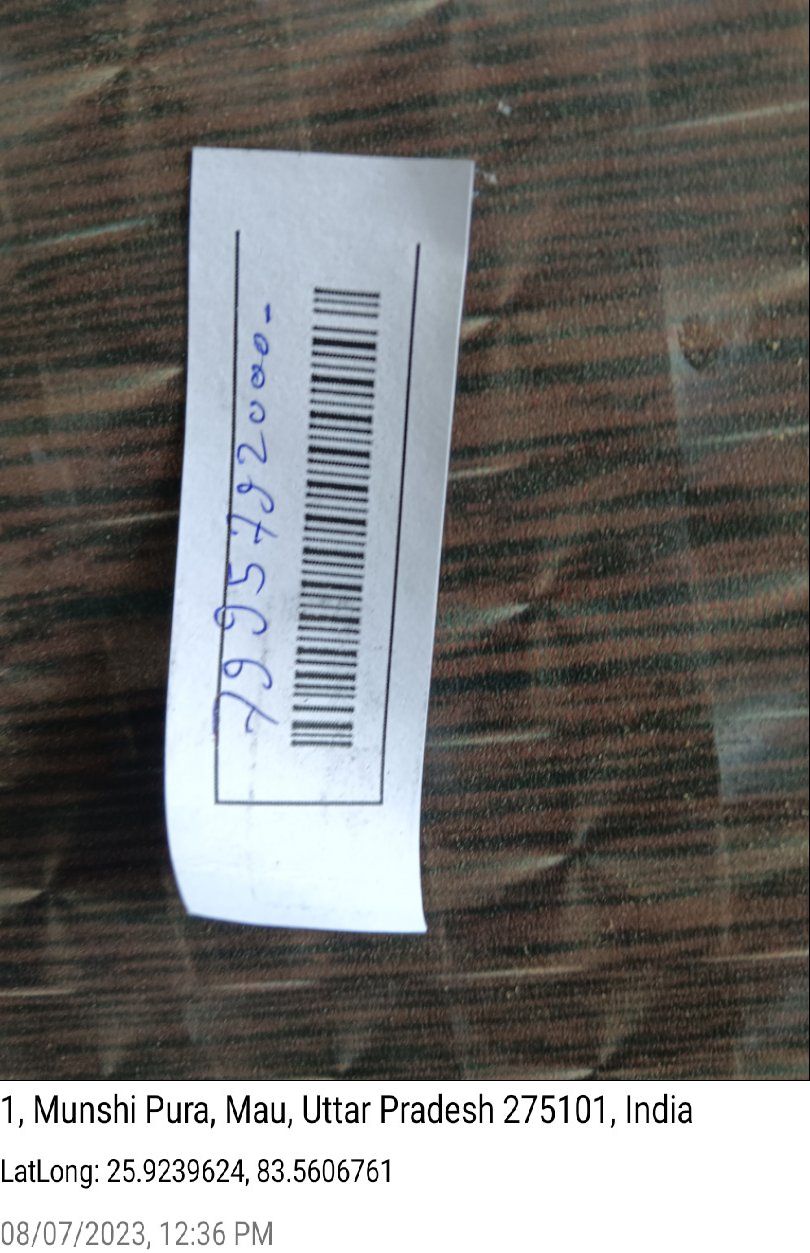 79957920000-
1, Munshi Pura, Mau, Uttar Pradesh 275101, India
LatLong: 25.9239624, 83.5606761
08/07/2023, 12:36 PM